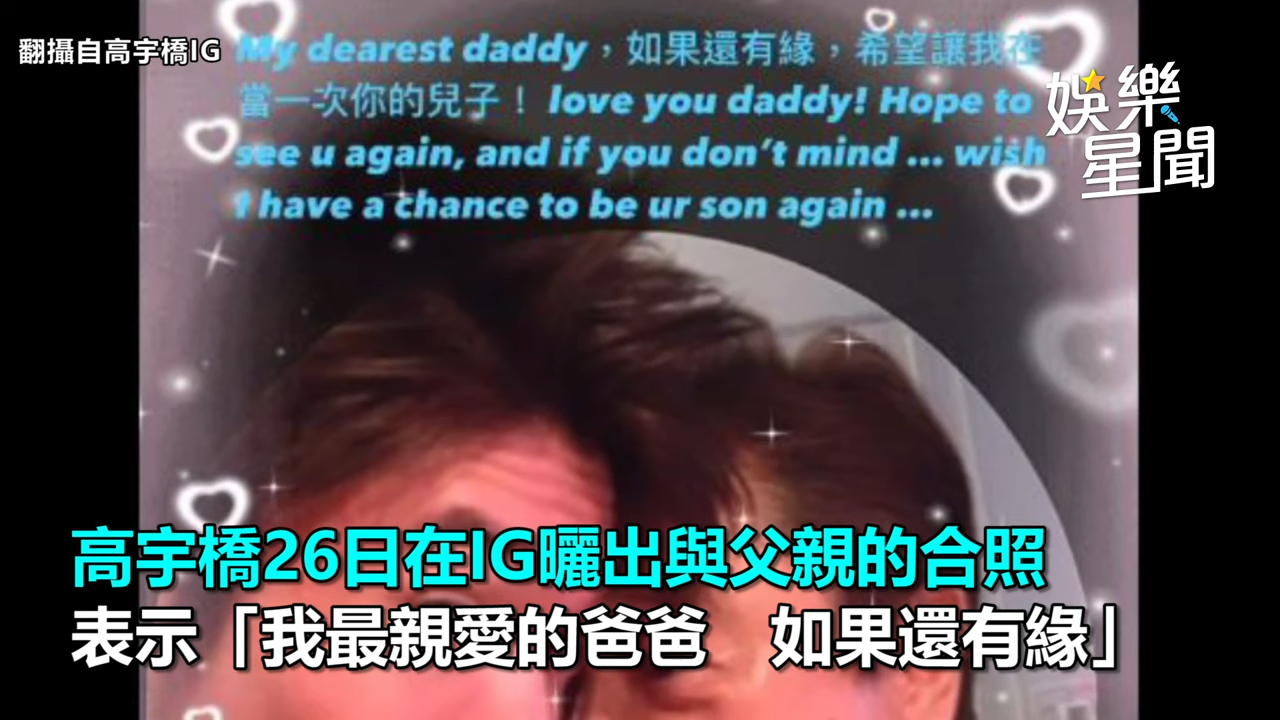 翻攝自高宇橋IG
My dearest daddy，如果還有緣，希望讓我在
當一次你的兒子！ love you daddy! Hope to
see u again, and if you don’t mind ... wish
I have a chance to be ur son again ...
娛樂
星聞
高宇橋26日在IG曬出與父親的合照
表示「我最親愛的爸爸　如果還有緣」